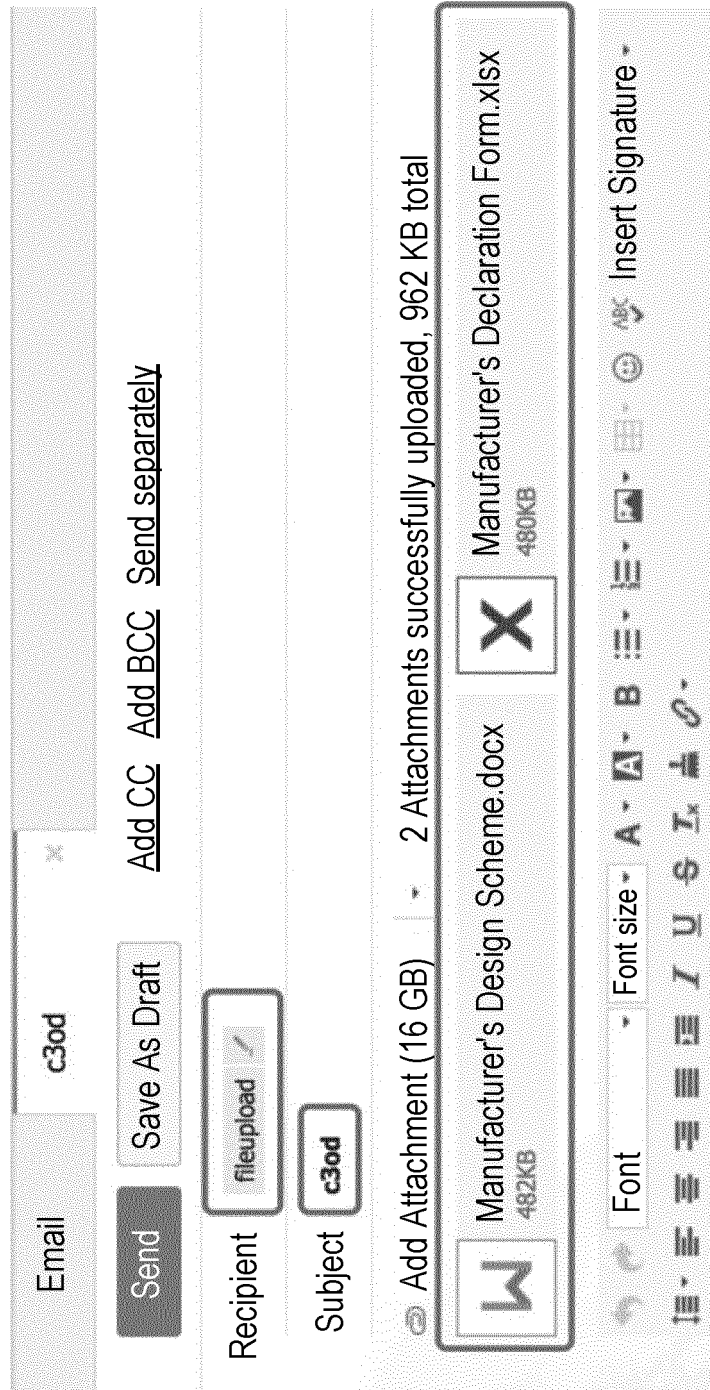 Email c3od ×
Send Save As Draft Add CC Add BCC Send separately
Recipient fileupload
Subject c3od
Add Attachment (16 GB) 2 Attachments successfully uploaded, 962 KB total
Manufacturer's Design Scheme.docx Manufacturer's Declaration Form.xlsx
482KB 480KB
Font Font size A A B ABC Insert Signature
I U S Tx